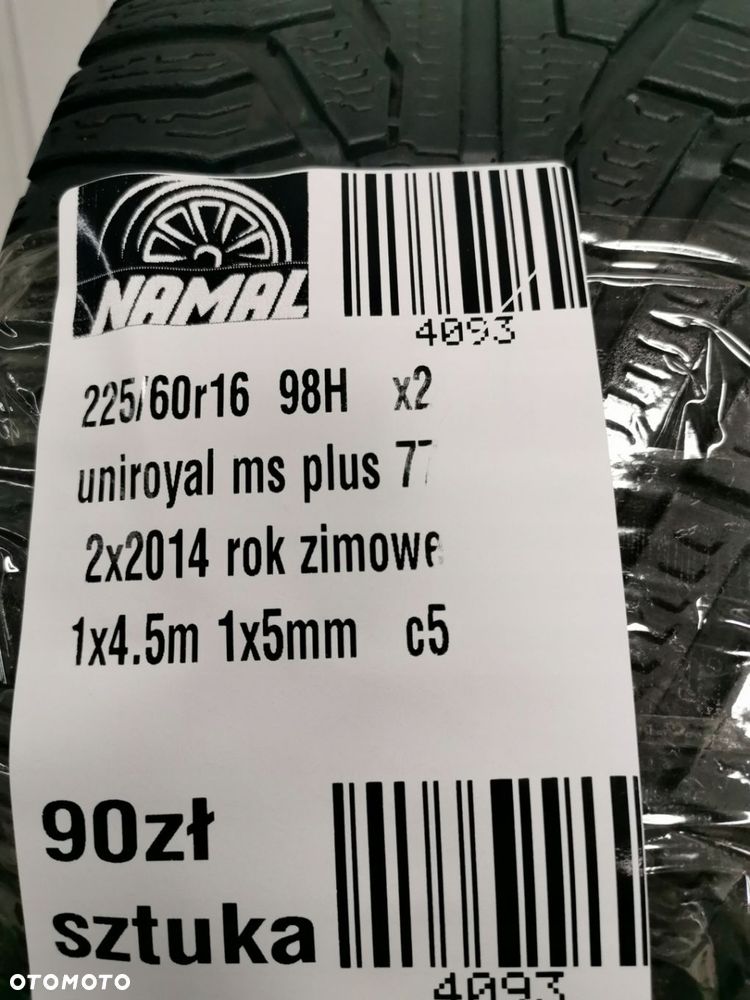 NAMAL
4093
225/60r16 98H x2
uniroyal ms plus 77
2x2014 rok zimowe
1x4.5m 1x5mm c5
90zł
sztuka
4093
OTOMOTO